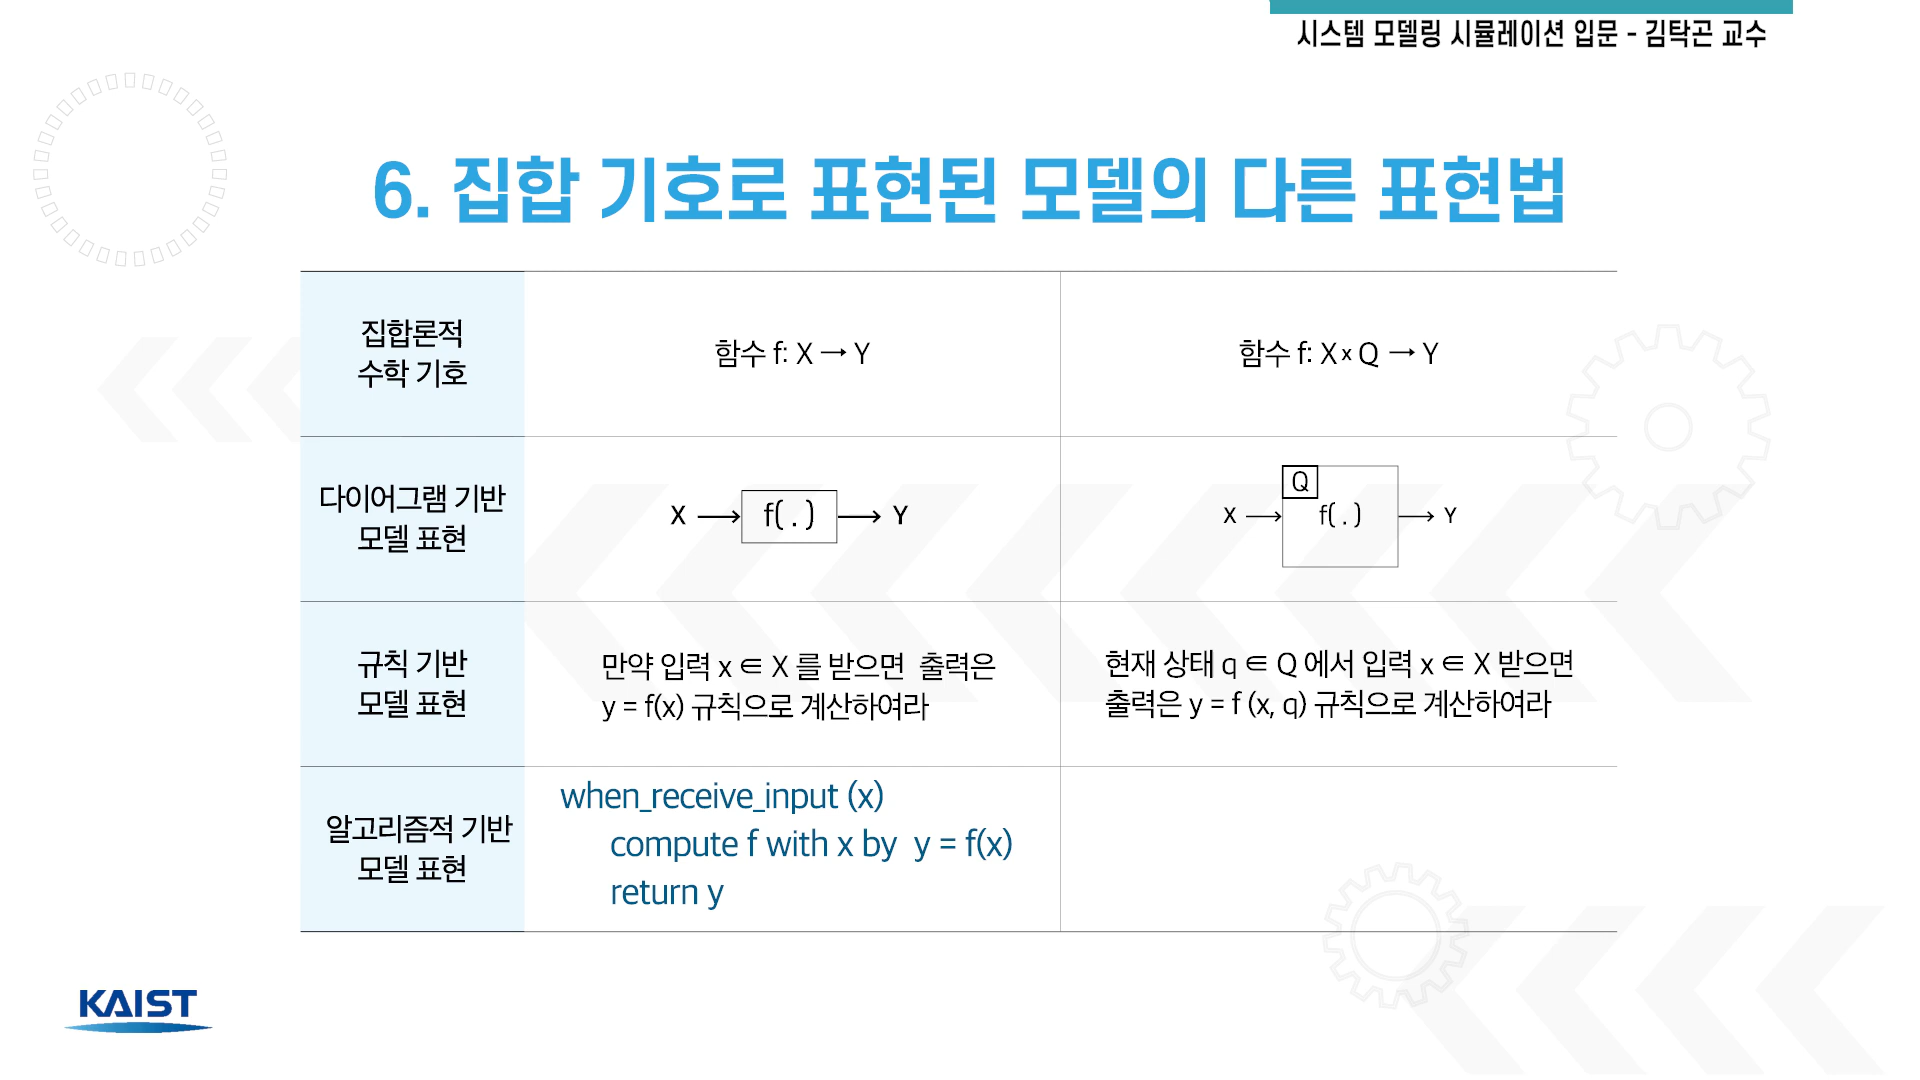 시스템 모델링 시뮬레이션 입문 - 김탁곤 교수
6. 집합 기호로 표현된 모델의 다른 표현법
집합론적
수학 기호
함수 f: X → Y
함수 f: X x Q → Y
다이어그램 기반
모델 표현
X → f( . ) → Y
Q
X → f( . ) → Y
규칙 기반
모델 표현
만약 입력 x ∈ X 를 받으면 출력은
y = f(x) 규칙으로 계산하여라
현재 상태 q ∈ Q 에서 입력 x ∈ X 받으면
출력은 y = f (x, q) 규칙으로 계산하여라
알고리즘적 기반
모델 표현
when_receive_input (x)
compute f with x by y = f(x)
return y
KAIST